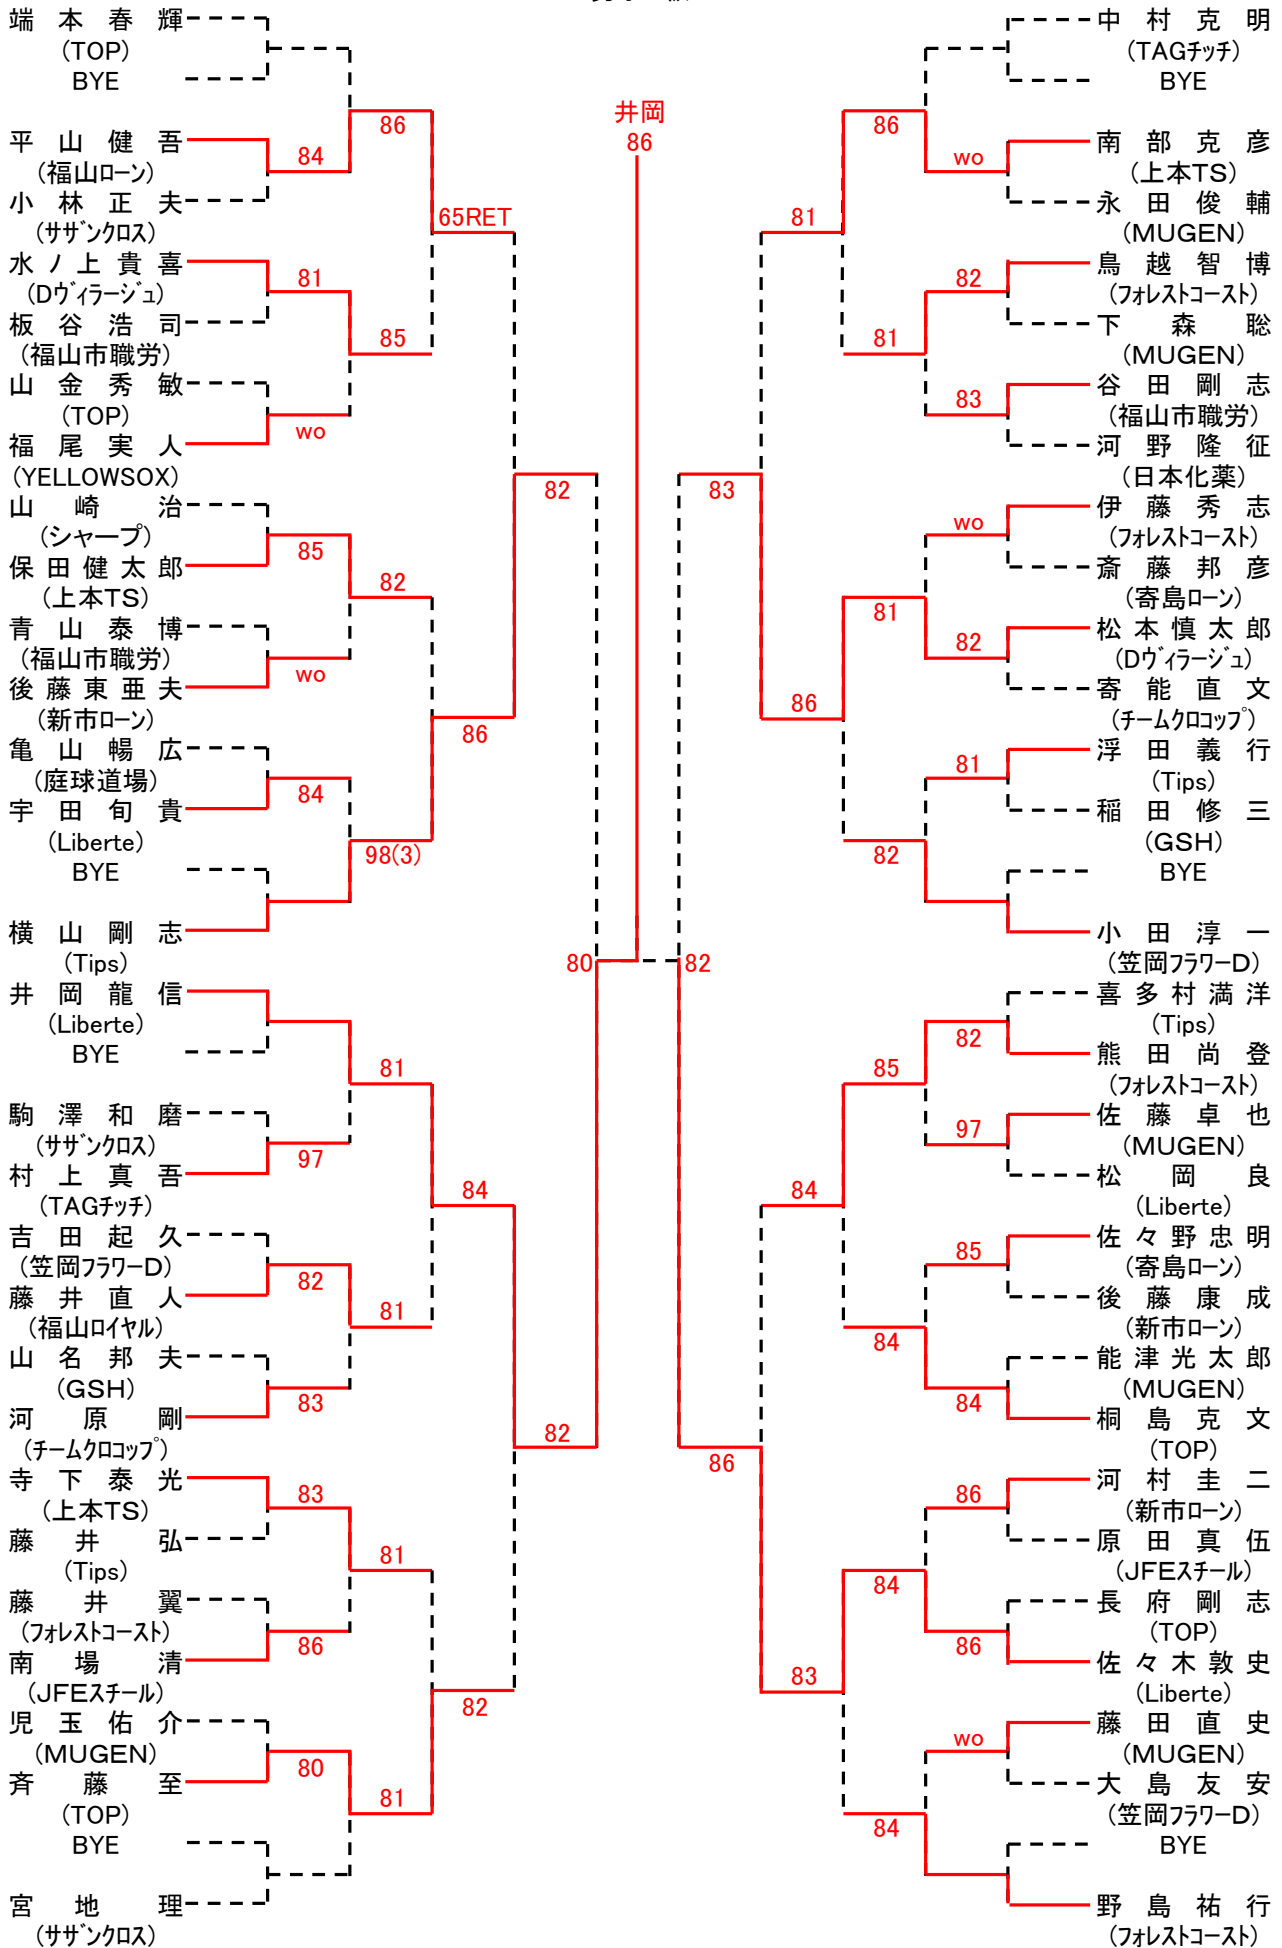 端本春輝
(TOP)
BYE
平山健吾
(福山ローン)
小林正夫
(サザンクロス)
水ノ上貴喜
(Dヴィラージュ)
板谷浩司
(福山市職労)
山金秀敏
(TOP)
福尾実人
(YELLOWSOX)
山崎治
(シャープ)
保田健太郎
(上本TS)
青山泰博
(福山市職労)
後藤東亜夫
(新市ローン)
亀山暢広
(庭球道場)
宇田旬貴
(Liberte)
BYE
横山剛志
(Tips)
井岡龍信
(Liberte)
BYE
駒澤和磨
(サザンクロス)
村上真吾
(TAGチッチ)
吉田起久
(笠岡フラワーD)
藤井直人
(福山ロイヤル)
山名邦夫
(GSH)
河原剛
(チームクロコップ)
寺下泰光
(上本TS)
藤井弘
(Tips)
藤井翼
(フォレストコースト)
南場清
(JFEスチール)
児玉佑介
(MUGEN)
斉藤至
(TOP)
BYE
宮地理
(サザンクロス)
84
81
wo
85
wo
84
97
82
83
83
86
80
86
85
82
98(3)
81
81
81
81
65RET
86
84
82
82
82
80
井岡
86
82
83
86
81
86
84
83
86
81
81
82
85
84
84
84
wo
82
83
wo
82
81
82
97
85
84
86
86
wo
中村克明
(TAGチッチ)
BYE
南部克彦
(上本TS)
永田俊輔
(MUGEN)
鳥越智博
(フォレストコースト)
下森聡
(MUGEN)
谷田剛志
(福山市職労)
河野隆征
(日本化薬)
伊藤秀志
(フォレストコースト)
斎藤邦彦
(寄島ローン)
松本慎太郎
(Dヴィラージュ)
寄能直文
(チームクロコップ)
浮田義行
(Tips)
稲田修三
(GSH)
BYE
小田淳一
(笠岡フラワーD)
喜多村満洋
(Tips)
熊田尚登
(フォレストコースト)
佐藤卓也
(MUGEN)
松岡良
(Liberte)
佐々野忠明
(寄島ローン)
後藤康成
(新市ローン)
能津光太郎
(MUGEN)
桐島克文
(TOP)
河村圭二
(新市ローン)
原田真伍
(JFEスチール)
長府剛志
(TOP)
佐々木敦史
(Liberte)
藤田直史
(MUGEN)
大島友安
(笠岡フラワーD)
BYE
野島祐行
(フォレストコースト)